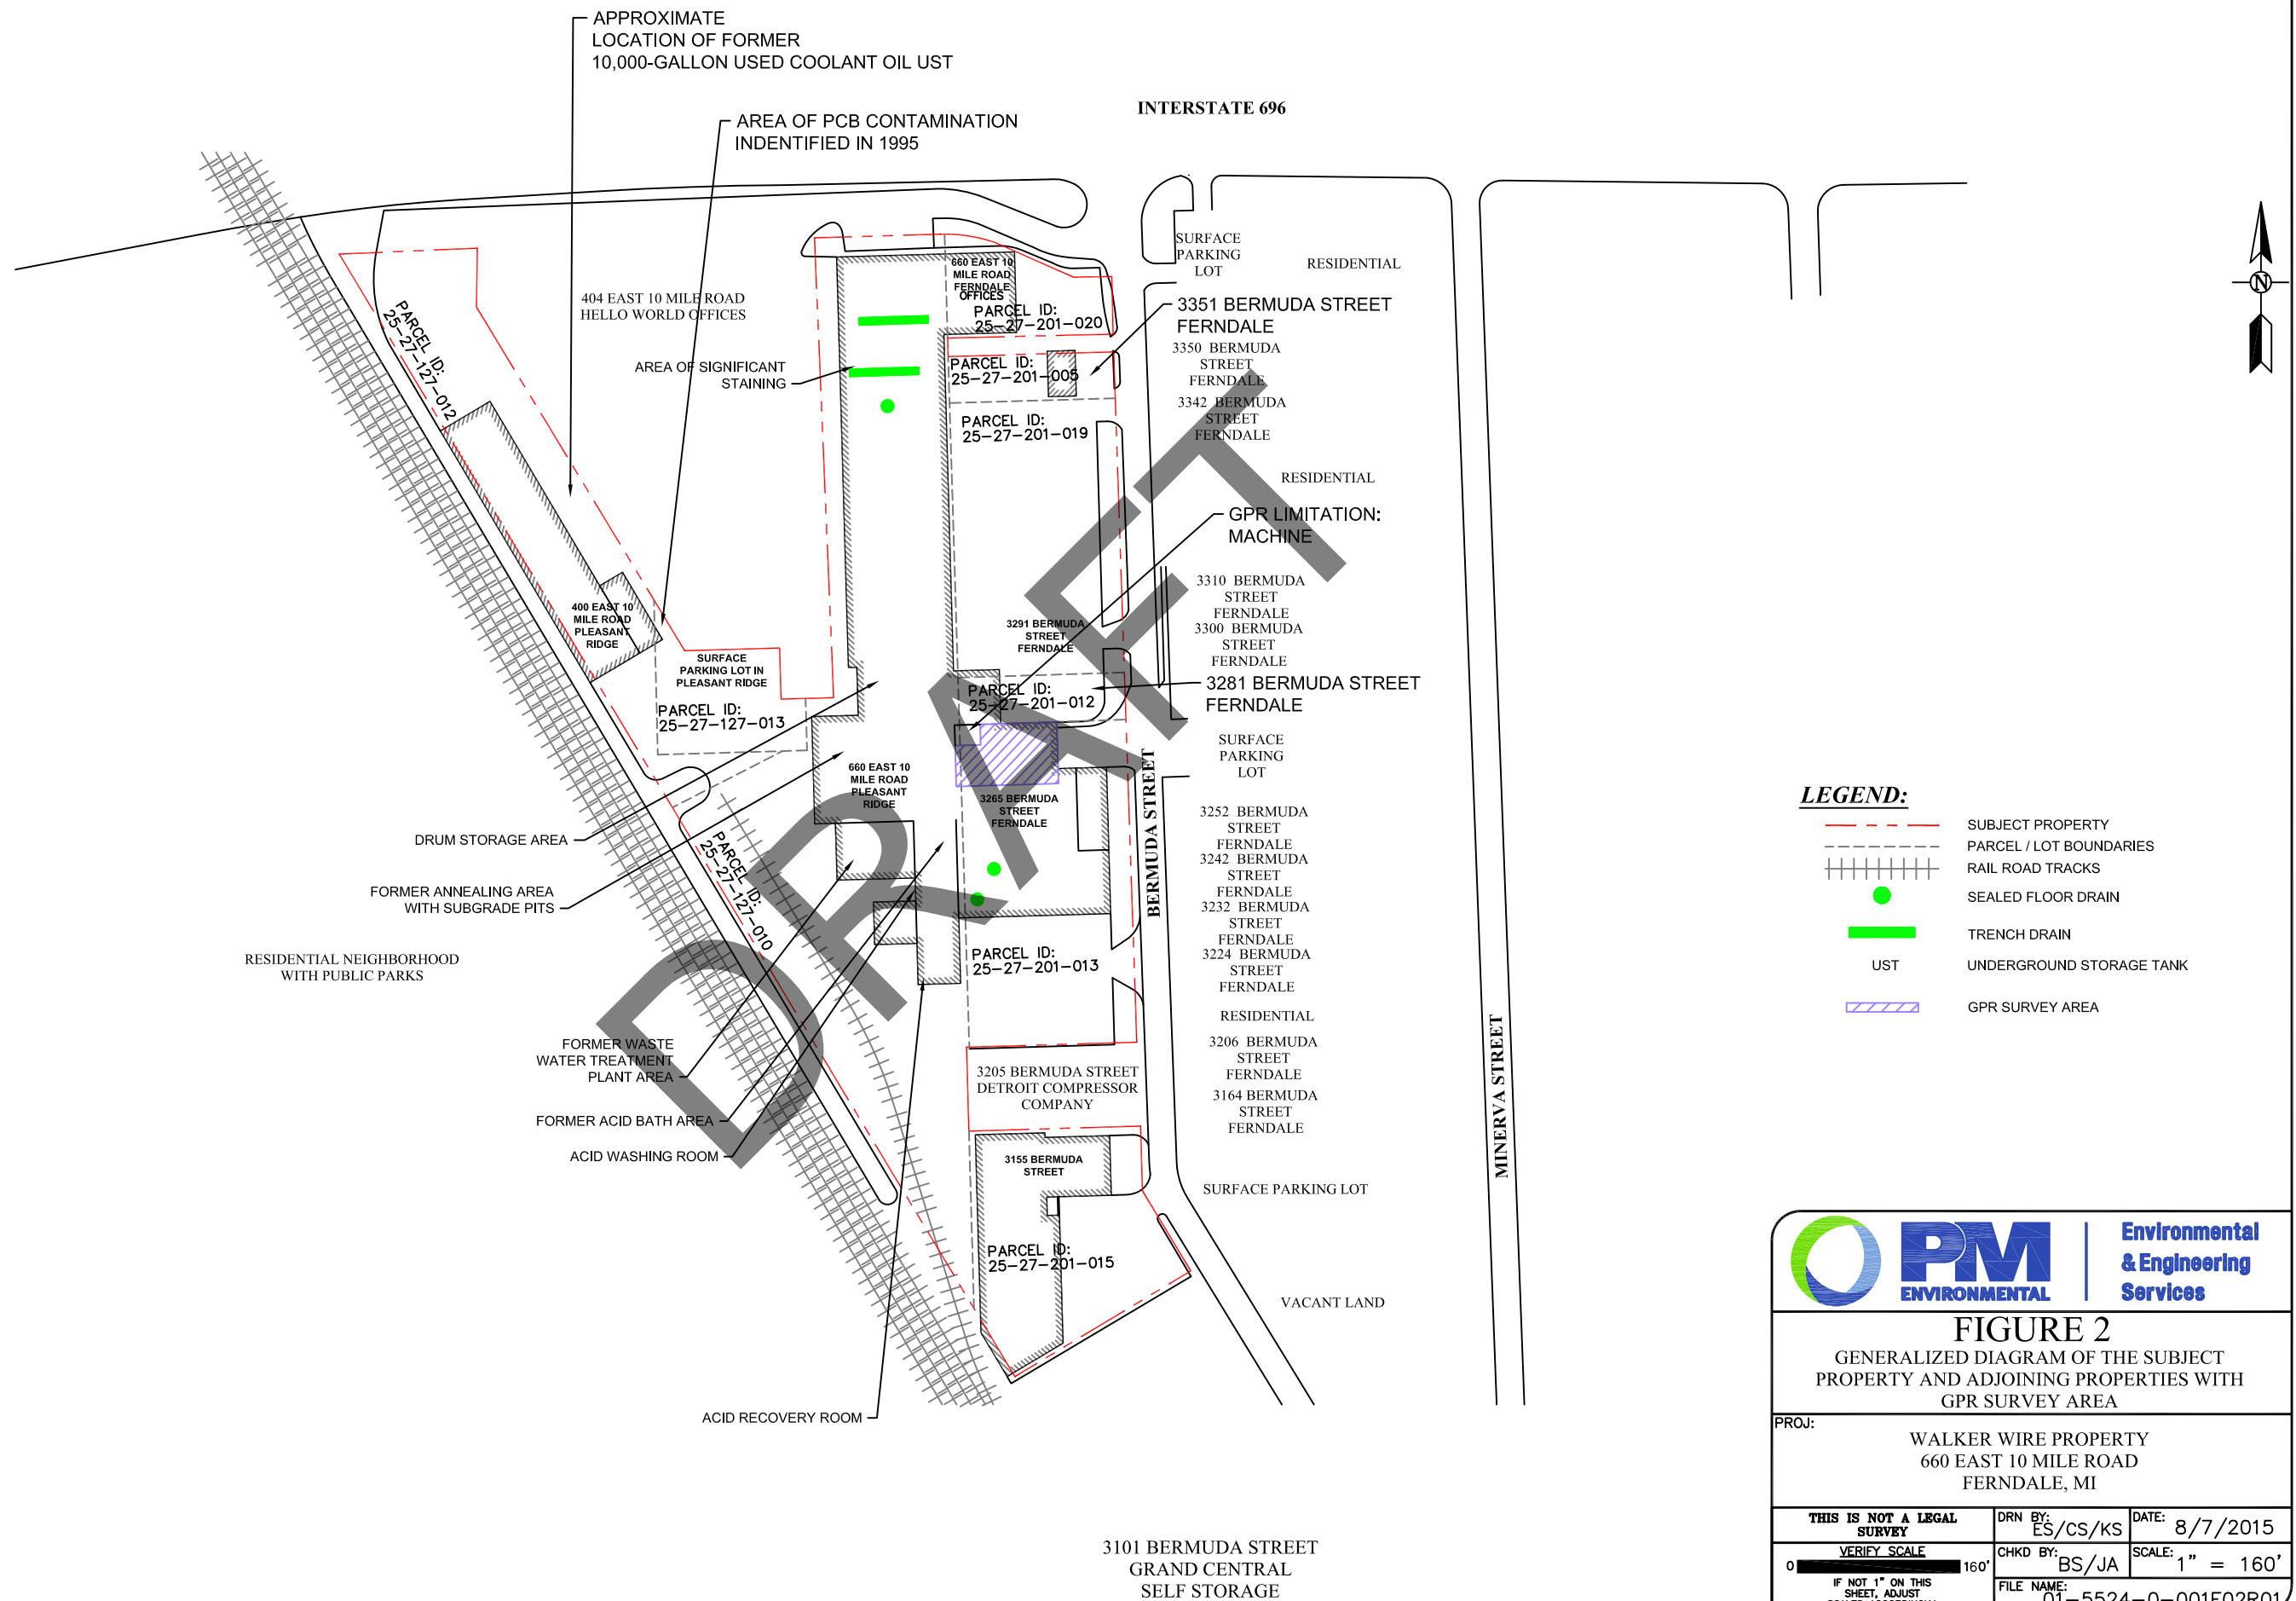 APPROXIMATE
LOCATION OF FORMER
10,000-GALLON USED COOLANT OIL UST
AREA OF PCB CONTAMINATION
INDENTIFIED IN 1995
INTERSTATE 696
SURFACE
PARKING
LOT
RESIDENTIAL
N
404 EAST 10 MILE ROAD
HELLO WORLD OFFICES
660 EAST 10
MILE ROAD
FERNDALE
OFFICES
PARCEL ID:
25-27-201-020
3351 BERMUDA STREET
FERNDALE
PARCEL ID:
25-27-127-012
AREA OF SIGNIFICANT
STAINING
PARCEL ID:
25-27-201-005
3350 BERMUDA
STREET
FERNDALE
3342 BERMUDA
STREET
FERNDALE
PARCEL ID:
25-27-201-019
RESIDENTIAL
GPR LIMITATION:
MACHINE
3310 BERMUDA
STREET
FERNDALE
3300 BERMUDA
STREET
FERNDALE
400 EAST 10
MILE ROAD
PLEASANT
RIDGE
3291 BERMUDA
STREET
FERNDALE
SURFACE
PARKING LOT IN
PLEASANT RIDGE
PARCEL ID:
25-27-127-013
PARCEL ID:
25-27-201-012
3281 BERMUDA STREET
FERNDALE
SURFACE
PARKING
LOT
660 EAST 10
MILE ROAD
PLEASANT
RIDGE
3265 BERMUDA
STREET
FERNDALE
BERMUDA STREET
DRUM STORAGE AREA
FORMER ANNEALING AREA
WITH SUBGRADE PITS
PARCEL ID:
25-27-127-010
3252 BERMUDA
STREET
FERNDALE
3242 BERMUDA
STREET
FERNDALE
3232 BERMUDA
STREET
FERNDALE
3224 BERMUDA
STREET
FERNDALE
RESIDENTIAL NEIGHBORHOOD
WITH PUBLIC PARKS
PARCEL ID:
25-27-201-013
RESIDENTIAL
DRAFT
FORMER WASTE
WATER TREATMENT
PLANT AREA
FORMER ACID BATH AREA
ACID WASHING ROOM
3205 BERMUDA STREET
DETROIT COMPRESSOR
COMPANY
3206 BERMUDA
STREET
FERNDALE
3164 BERMUDA
STREET
FERNDALE
MINERVA STREET
3155 BERMUDA
STREET
SURFACE PARKING LOT
PARCEL ID:
25-27-201-015
VACANT LAND
ACID RECOVERY ROOM
3101 BERMUDA STREET
GRAND CENTRAL
SELF STORAGE
LEGEND:
SUBJECT PROPERTY
PARCEL / LOT BOUNDARIES
RAIL ROAD TRACKS
SEALED FLOOR DRAIN
TRENCH DRAIN
UST UNDERGROUND STORAGE TANK
GPR SURVEY AREA
PM
ENVIRONMENTAL
Environmental
& Engineering
Services
FIGURE 2
GENERALIZED DIAGRAM OF THE SUBJECT
PROPERTY AND ADJOINING PROPERTIES WITH
GPR SURVEY AREA
PROJ:
WALKER WIRE PROPERTY
660 EAST 10 MILE ROAD
FERNDALE, MI
THIS IS NOT A LEGAL
SURVEY
DRN BY:
ES/CS/KS
DATE:
8/7/2015
VERIFY SCALE
0 160'
CHKD BY:
BS/JA
SCALE:
1" = 160'
IF NOT 1" ON THIS
SHEET, ADJUST
FILE NAME:
01-5524-0-001F02R01